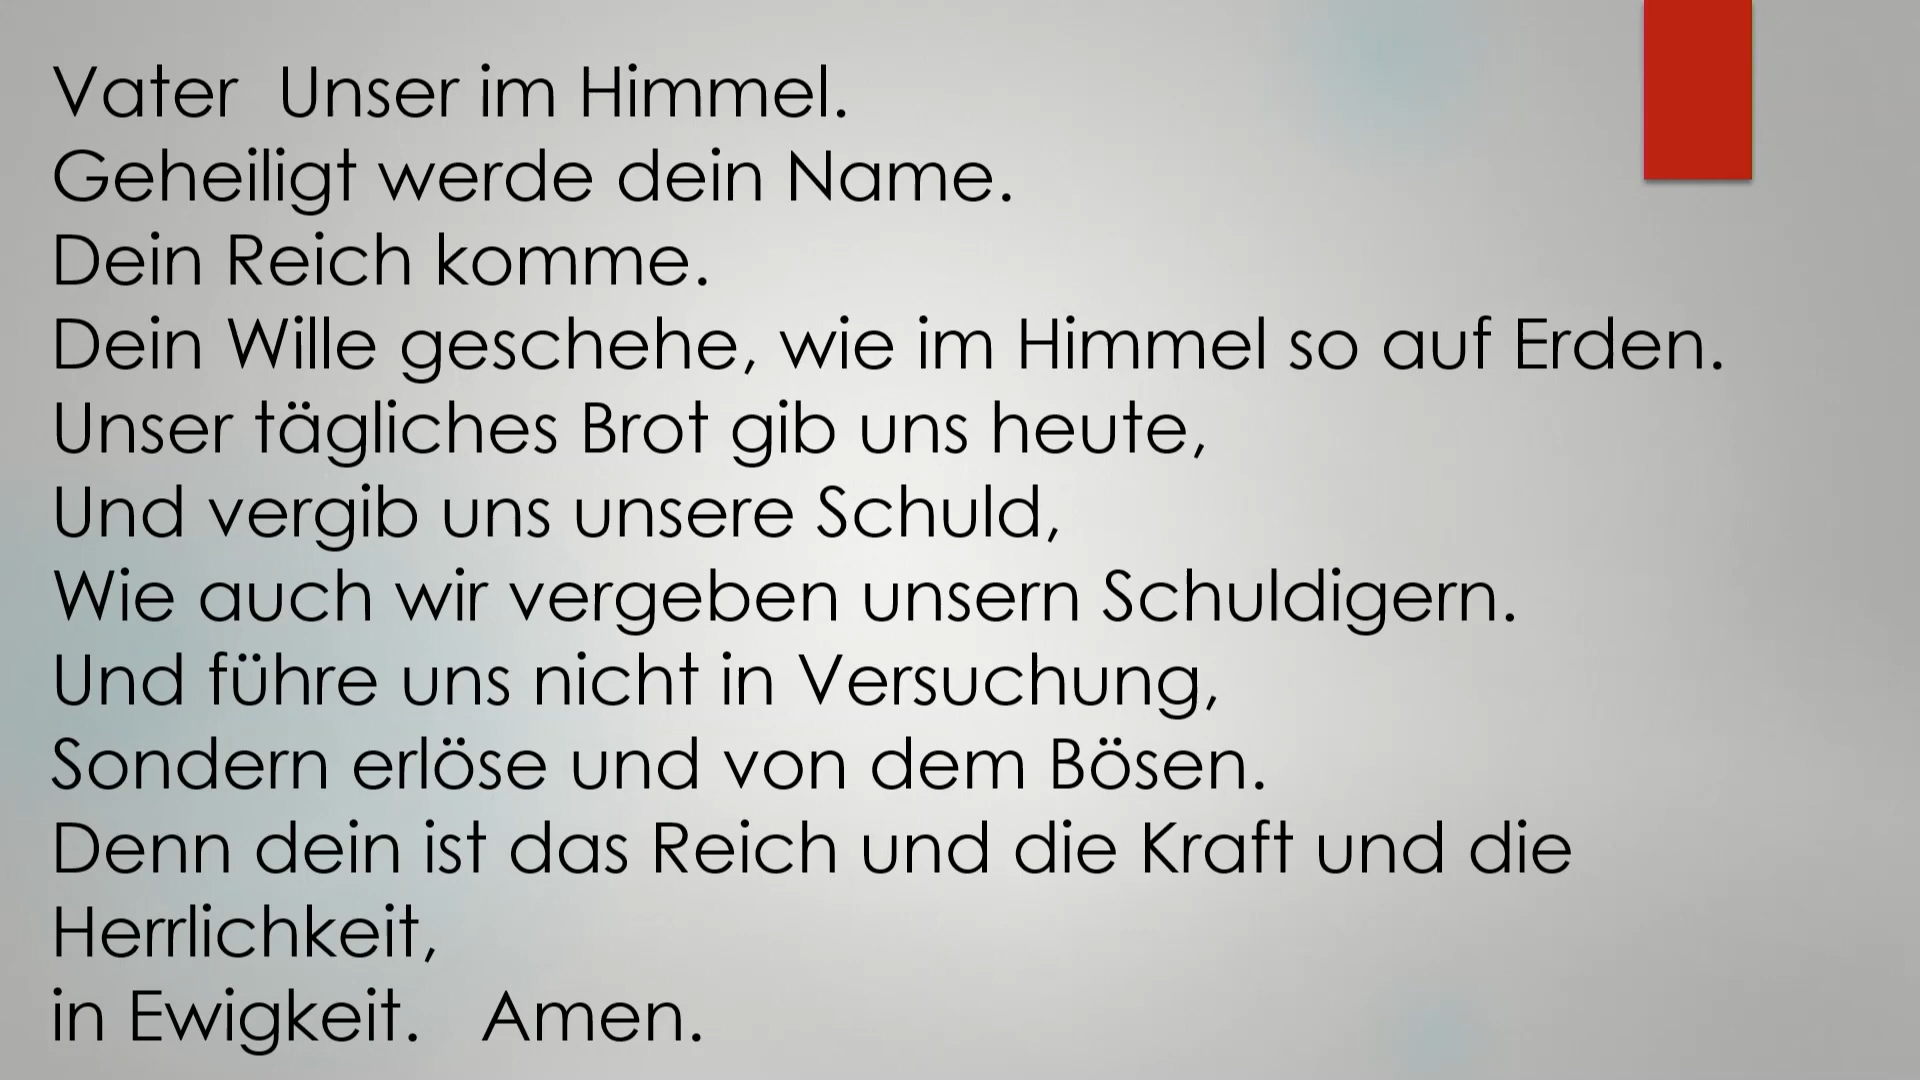 Vater  Unser im Himmel.
Geheiligt werde dein Name.
Dein Reich komme.
Dein Wille geschehe, wie im Himmel so auf Erden.
Unser tägliches Brot gib uns heute,
Und vergib uns unsere Schuld,
Wie auch wir vergeben unsern Schuldigern.
Und führe uns nicht in Versuchung,
Sondern erlöse und von dem Bösen.
Denn dein ist das Reich und die Kraft und die
Herrlichkeit,
in Ewigkeit.   Amen.